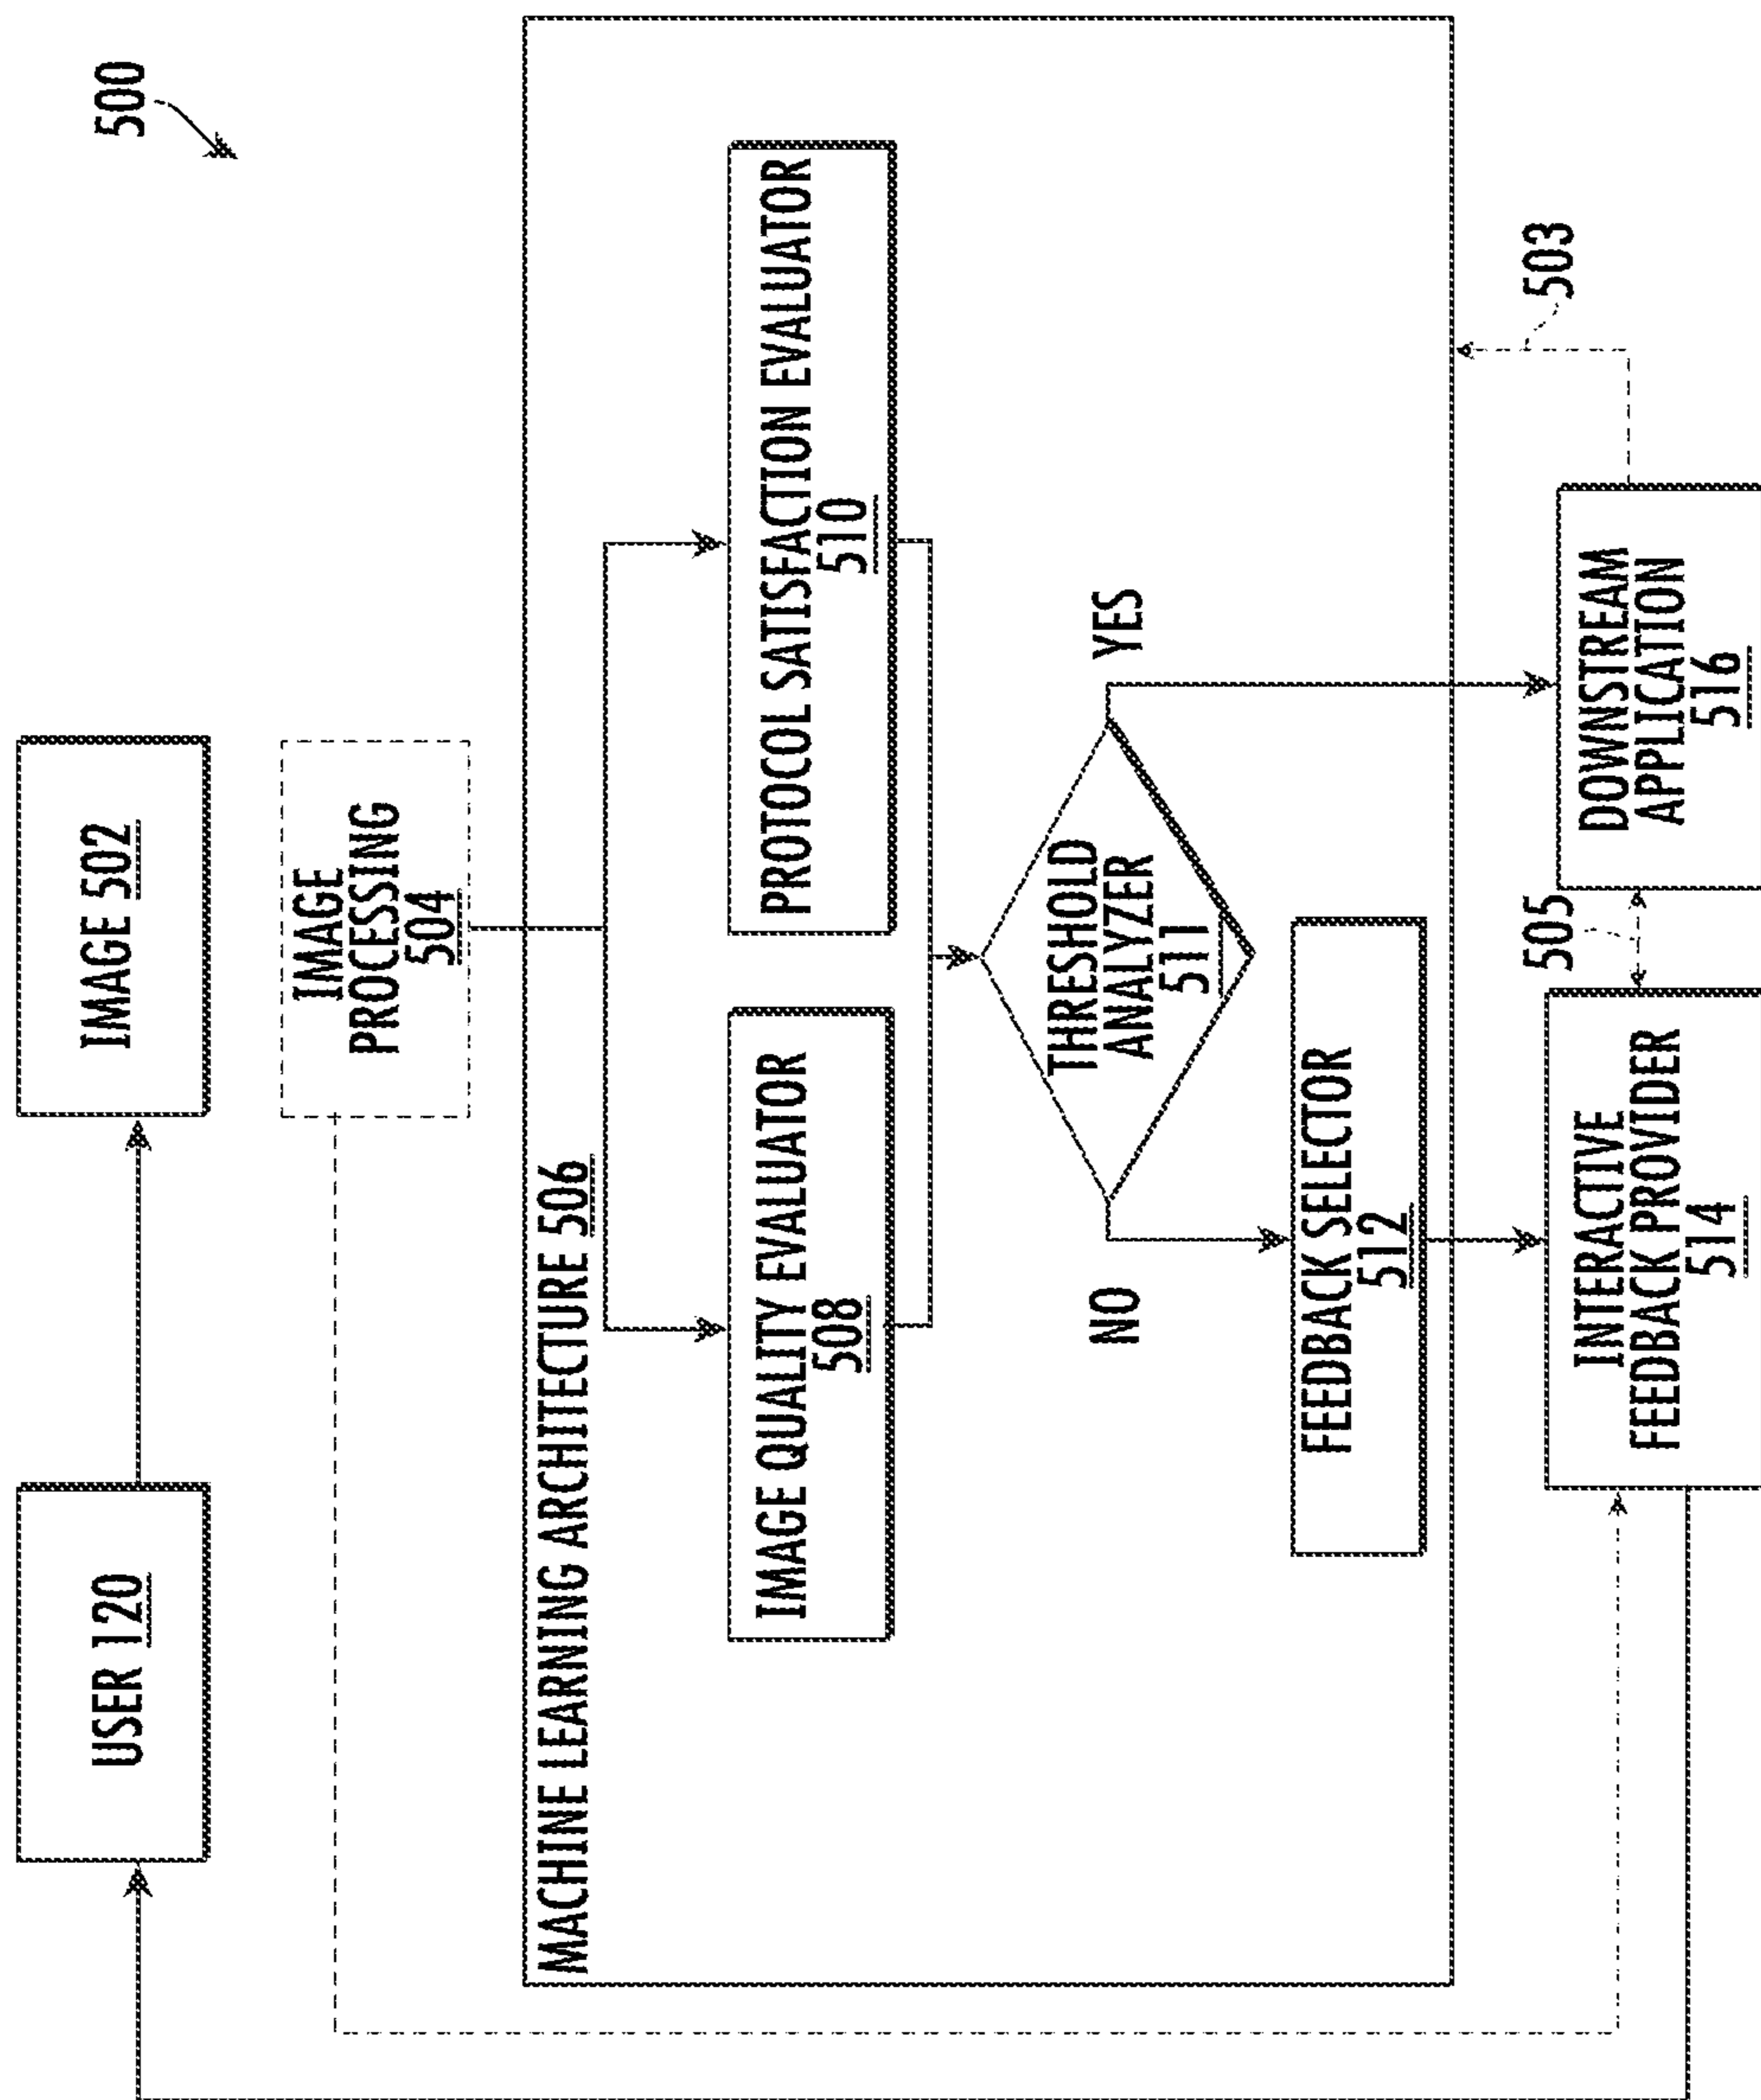 500
USER 120
IMAGE 502
IMAGE
PROCESSING
504
MACHINE LEARNING ARCHITECTURE 506
IMAGE QUALITY EVALUATOR
508
PROTOCOL SATISFACTION EVALUATOR
510
THRESHOLD
ANALYZER
511
NO
YES
FEEDBACK SELECTOR
512
503
505
INTERACTIVE
FEEDBACK PROVIDER
514
DOWNSTREAM
APPLICATION
516